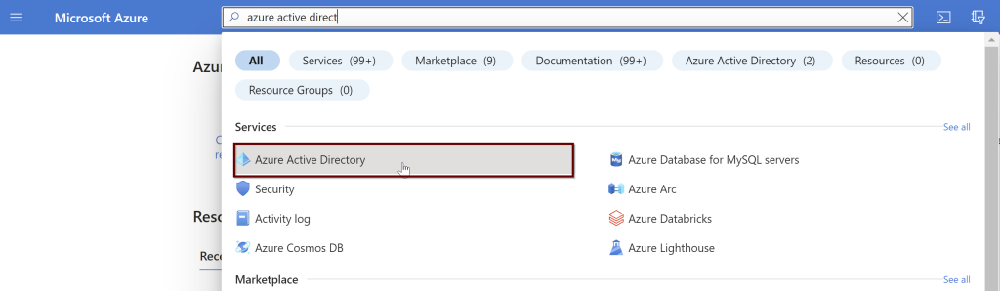 Microsoft Azure
azure active direct
Azu
All Services (99+) Marketplace (9) Documentation (99+) Azure Active Directory (2) Resources (0)
Resource Groups (0)
Services See all
Azure Active Directory Azure Database for MySQL servers
Security Azure Arc
Activity log Azure Databricks
Azure Cosmos DB Azure Lighthouse
Reso
Rece
Marketplace See all